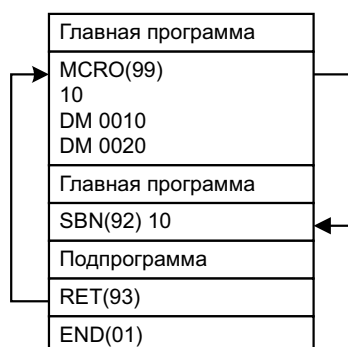 Главная программа
MCRO(99)
10
DM 0010
DM 0020
Главная программа
SBN(92) 10
Подпрограмма
RET(93)
END(01)